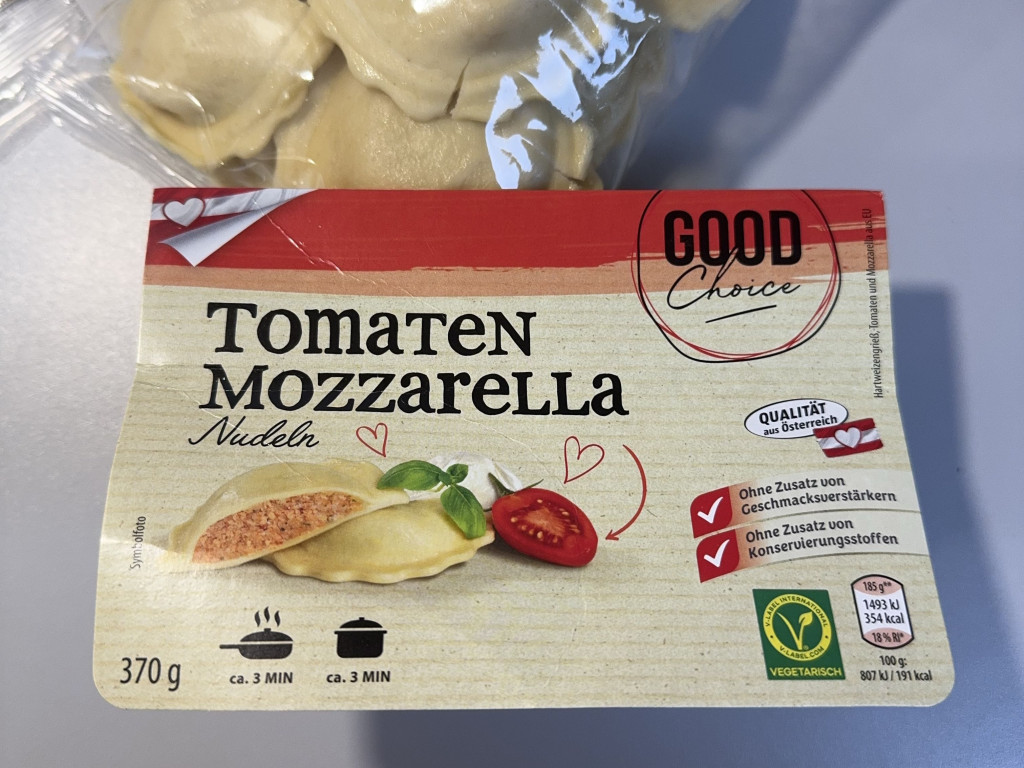 GOOD
Choice
Hartweizengrieß, Tomaten und Mozzarella aus EU
Tomaten
Mozzarella
Nudeln
QUALITÄT
aus Österreich
Ohne Zusatz von
Geschmacksverstärkern
Ohne Zusatz von
Konservierungsstoffen
Symbolfoto
370 g
ca. 3 MIN
ca. 3 MIN
V-LABEL INTERNATIONAL
V-LABEL.COM
VEGETARISCH
185 g**
1493 kJ
354 kcal
18 % RI*
100 g:
807 kJ / 191 kcal